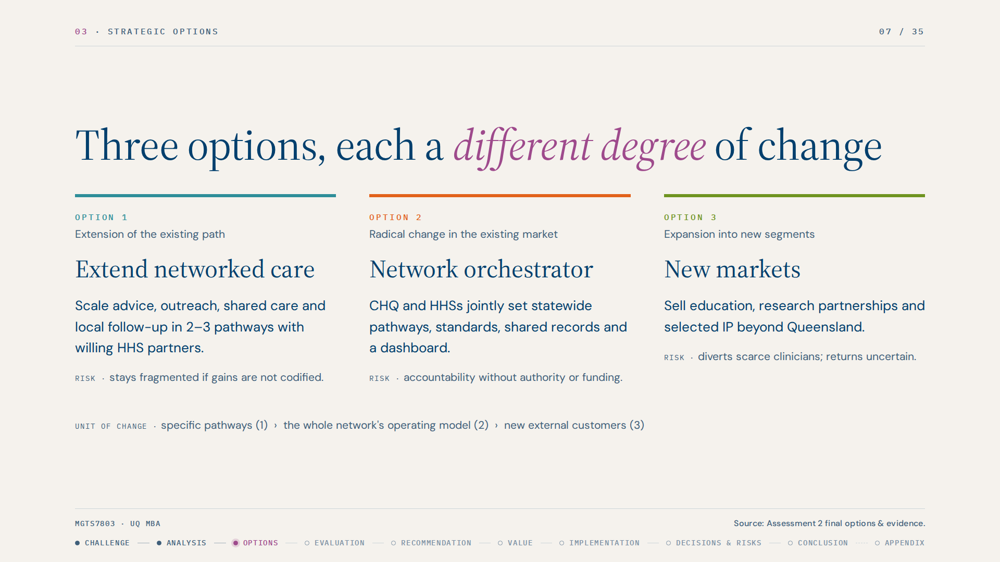 03 · STRATEGIC OPTIONS
07 / 35
Three options, each a different degree of change
OPTION 1
Extension of the existing path
Extend networked care
Scale advice, outreach, shared care and
local follow-up in 2–3 pathways with
willing HHS partners.
RISK · stays fragmented if gains are not codified.
OPTION 2
Radical change in the existing market
Network orchestrator
CHQ and HHSs jointly set statewide
pathways, standards, shared records and
a dashboard.
RISK · accountability without authority or funding.
OPTION 3
Expansion into new segments
New markets
Sell education, research partnerships and
selected IP beyond Queensland.
RISK · diverts scarce clinicians; returns uncertain.
UNIT OF CHANGE · specific pathways (1) › the whole network's operating model (2) › new external customers (3)
MGTS7803 · UQ MBA
Source: Assessment 2 final options & evidence.
CHALLENGE ANALYSIS OPTIONS EVALUATION RECOMMENDATION VALUE IMPLEMENTATION DECISIONS & RISKS CONCLUSION APPENDIX